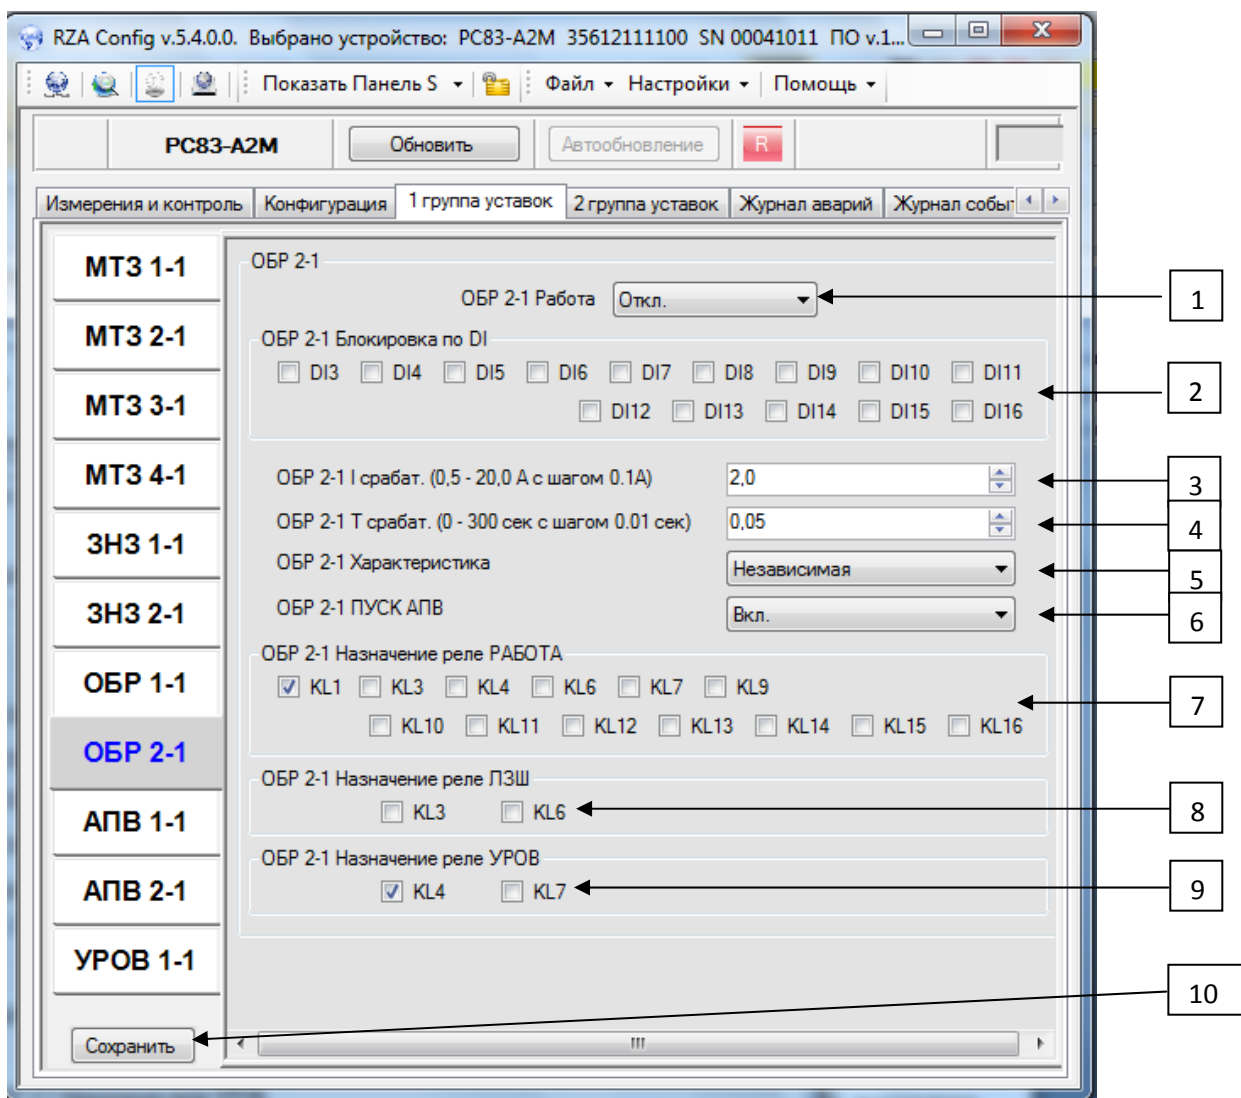 RZA Config v.5.4.0.0. Выбрано устройство: РС83-А2М 35612111100 SN 00041011 ПО v.1...
Показать Панель S Файл Настройки Помощь
РС83-А2М Обновить Автообновление R
Измерения и контроль Конфигурация 1 группа уставок 2 группа уставок Журнал аварий Журнал событ
МТЗ 1-1
МТЗ 2-1
МТЗ 3-1
МТЗ 4-1
ЗНЗ 1-1
ЗНЗ 2-1
ОБР 1-1
ОБР 2-1
АПВ 1-1
АПВ 2-1
УРОВ 1-1
Сохранить
ОБР 2-1
ОБР 2-1 Работа Откл.
ОБР 2-1 Блокировка по DI
DI3 DI4 DI5 DI6 DI7 DI8 DI9 DI10 DI11
DI12 DI13 DI14 DI15 DI16
ОБР 2-1 I срабат. (0,5 - 20,0 А с шагом 0.1А) 2,0
ОБР 2-1 Т срабат. (0 - 300 сек с шагом 0.01 сек) 0,05
ОБР 2-1 Характеристика Независимая
ОБР 2-1 ПУСК АПВ Вкл.
ОБР 2-1 Назначение реле РАБОТА
KL1 KL3 KL4 KL6 KL7 KL9
KL10 KL11 KL12 KL13 KL14 KL15 KL16
ОБР 2-1 Назначение реле ЛЗШ
KL3 KL6
ОБР 2-1 Назначение реле УРОВ
KL4 KL7
1
2
3
4
5
6
7
8
9
10